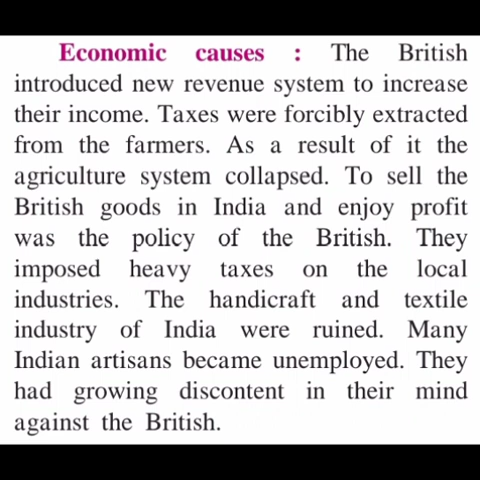 Economic causes : The British
introduced new revenue system to increase
their income. Taxes were forcibly extracted
from the farmers. As a result of it the
agriculture system collapsed. To sell the
British goods in India and enjoy profit
was the policy of the British. They
imposed heavy taxes on the local
industries. The handicraft and textile
industry of India were ruined. Many
Indian artisans became unemployed. They
had growing discontent in their mind
against the British.